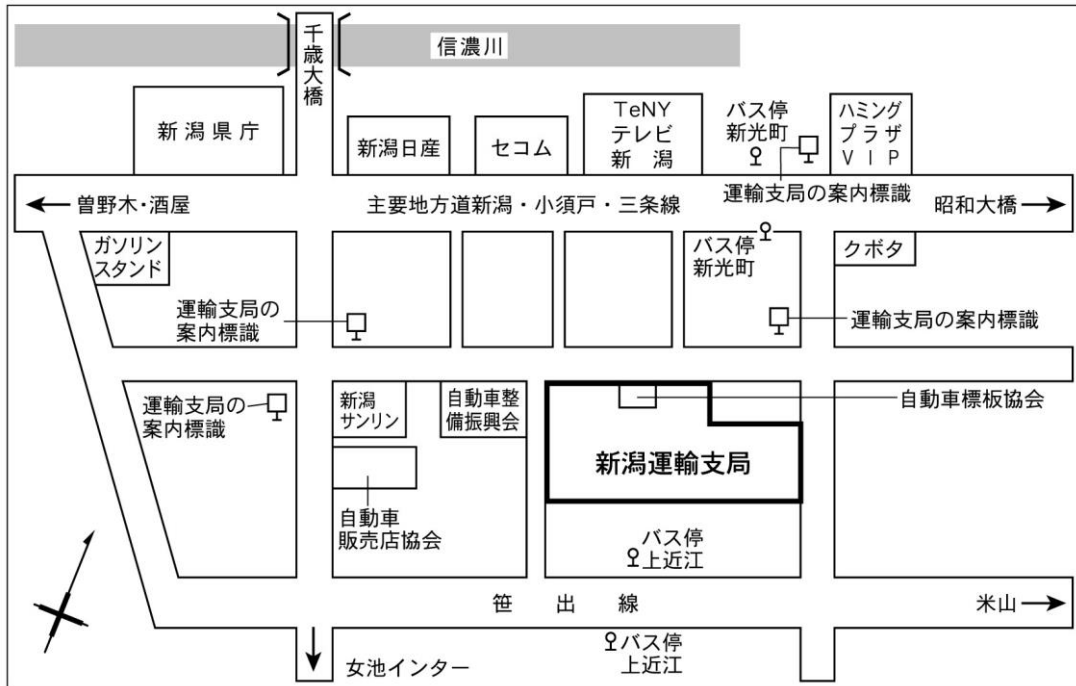 千歳大橋
信濃川
新潟県庁
新潟日産
セコム
TeNY
テレビ
新潟
バス停
新光町
ハミング
プラザ
VIP
運輸支局の案内標識
曽野木・酒屋
主要地方道新潟・小須戸・三条線
昭和大橋
ガソリン
スタンド
バス停
新光町
クボタ
運輸支局の
案内標識
運輸支局の案内標識
運輸支局の
案内標識
新潟
サンリン
自動車整
備振興会
自動車標板協会
新潟運輸支局
自動車
販売店協会
バス停
上近江
笹出線
米山
バス停
上近江
女池インター